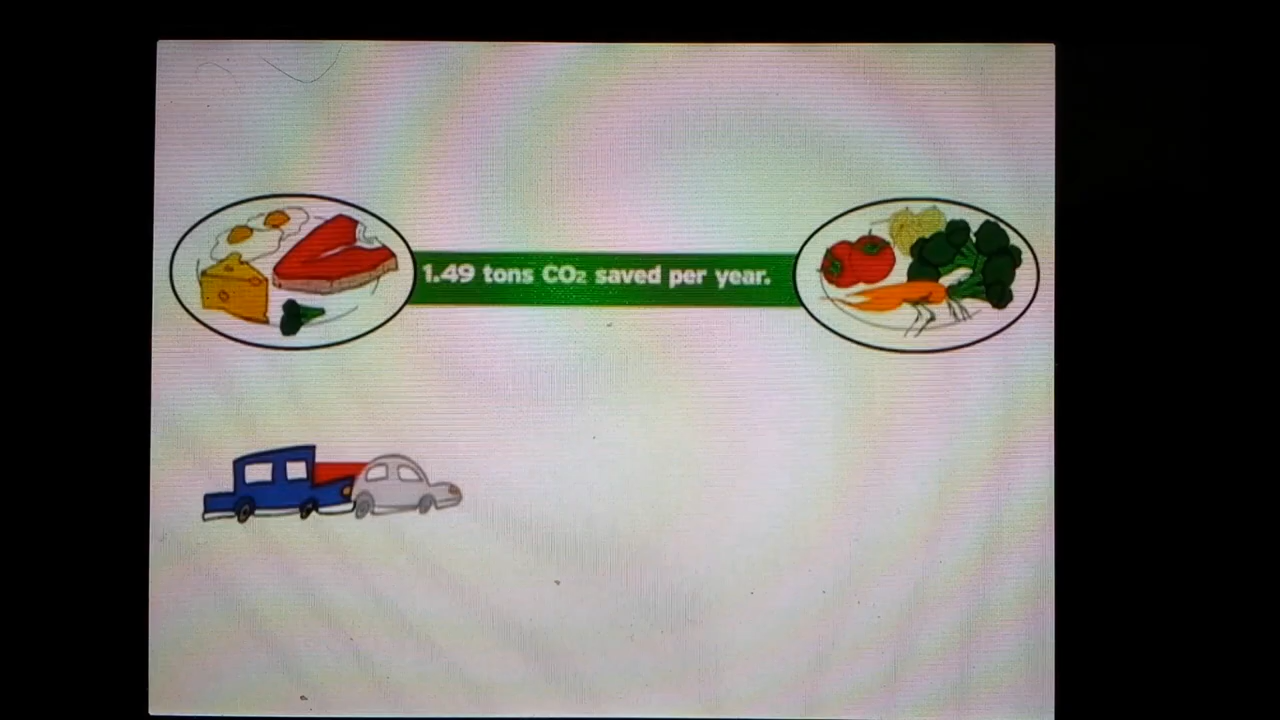 1.49 tons CO₂ saved per year.